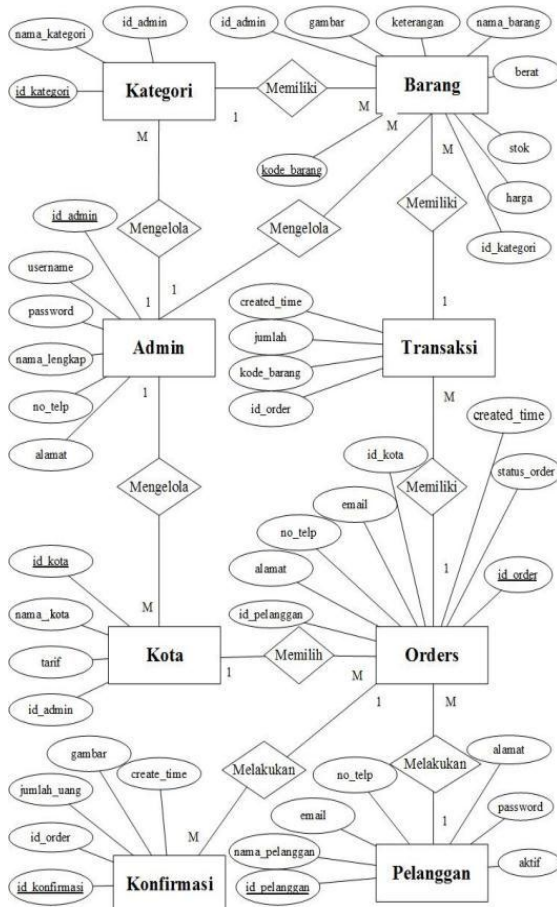 id_admin
nama_kategori
id_kategori
Kategori
1
Memiliki
M
Barang
id_admin
gambar
keterangan
nama_barang
berat
stok
harga
id_kategori
kode_barang
M
M
M
Mengelola
Mengelola
Memiliki
1
1
1
id_admin
username
password
nama_lengkap
no_telp
alamat
Admin
created_time
jumlah
kode_barang
id_order
Transaksi
1
M
Mengelola
Memiliki
M
1
id_kota
nama_kota
tarif
id_admin
Kota
1
Memilih
M
id_kota
email
no_telp
alamat
id_pelanggan
created_time
status_order
id_order
Orders
1
M
Melakukan
Melakukan
M
1
gambar
create_time
jumlah_uang
id_order
id_konfirmasi
Konfirmasi
no_telp
email
nama_pelanggan
id_pelanggan
alamat
password
aktif
Pelanggan